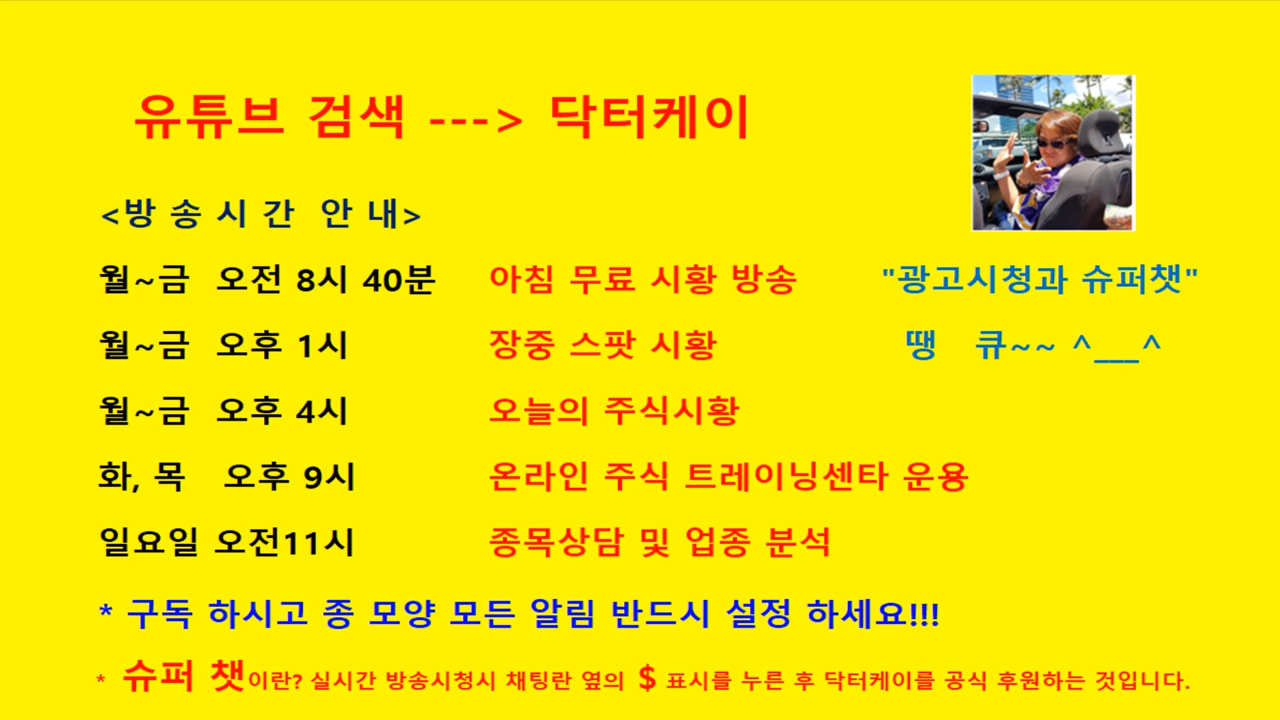 유튜브 검색 ---> 닥터케이
<방 송 시 간 안 내>
월~금 오전 8시 40분 아침 무료 시황 방송 "광고시청과 슈퍼챗"
월~금 오후 1시 장중 스팟 시황 땡 큐~~ ^___^
월~금 오후 4시 오늘의 주식시황
화, 목 오후 9시 온라인 주식 트레이닝센타 운용
일요일 오전11시 종목상담 및 업종 분석
* 구독 하시고 종 모양 모든 알림 반드시 설정 하세요!!!
* 슈퍼 챗이란? 실시간 방송시청시 채팅란 옆의 $ 표시를 누른 후 닥터케이를 공식 후원하는 것입니다.